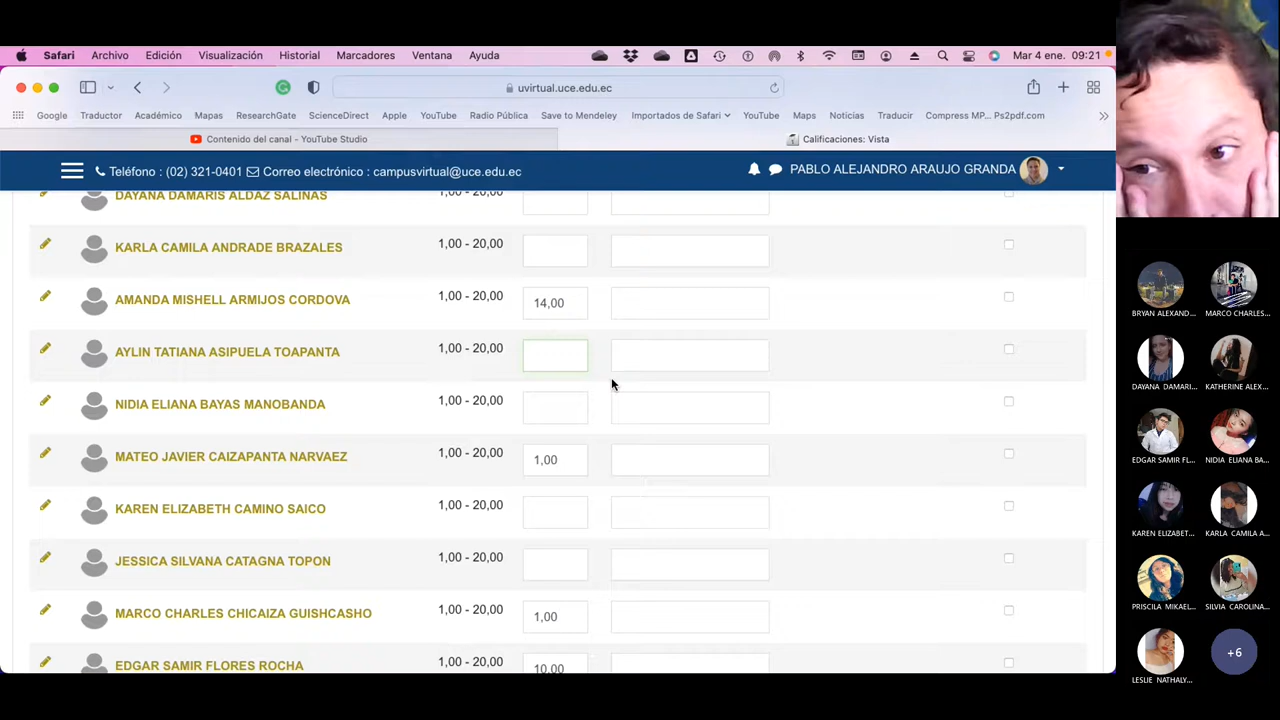 Safari Archivo Edición Visualización Historial Marcadores Ventana Ayuda Mar 4 ene. 09:21
uvirtual.uce.edu.ec
Google Traductor Académico Mapas ResearchGate ScienceDirect Apple YouTube Radio Pública Save to Mendeley Importados de Safari YouTube Maps Noticias Traducir Compress MP... Ps2pdf.com
Contenido del canal - YouTube Studio Calificaciones: Vista
Teléfono : (02) 321-0401 Correo electrónico : campusvirtual@uce.edu.ec PABLO ALEJANDRO ARAUJO GRANDA
DAYANA DAMARIS ALDAZ SALINAS 1,00 - 20,00
KARLA CAMILA ANDRADE BRAZALES 1,00 - 20,00
AMANDA MISHELL ARMIJOS CORDOVA 1,00 - 20,00 14,00
AYLIN TATIANA ASIPUELA TOAPANTA 1,00 - 20,00
NIDIA ELIANA BAYAS MANOBANDA 1,00 - 20,00
MATEO JAVIER CAIZAPANTA NARVAEZ 1,00 - 20,00 1,00
KAREN ELIZABETH CAMINO SAICO 1,00 - 20,00
JESSICA SILVANA CATAGNA TOPON 1,00 - 20,00
MARCO CHARLES CHICAIZA GUISHCASHO 1,00 - 20,00 1,00
EDGAR SAMIR FLORES ROCHA 1,00 - 20,00 10,00
BRYAN ALEXAND... MARCO CHARLES...
DAYANA DAMARI... KATHERINE ALEX...
EDGAR SAMIR FL... NIDIA ELIANA BA...
KAREN ELIZABET... KARLA CAMILA A...
PRISCILA MIKAEL... SILVIA CAROLINA...
LESLIE NATHALY... +6